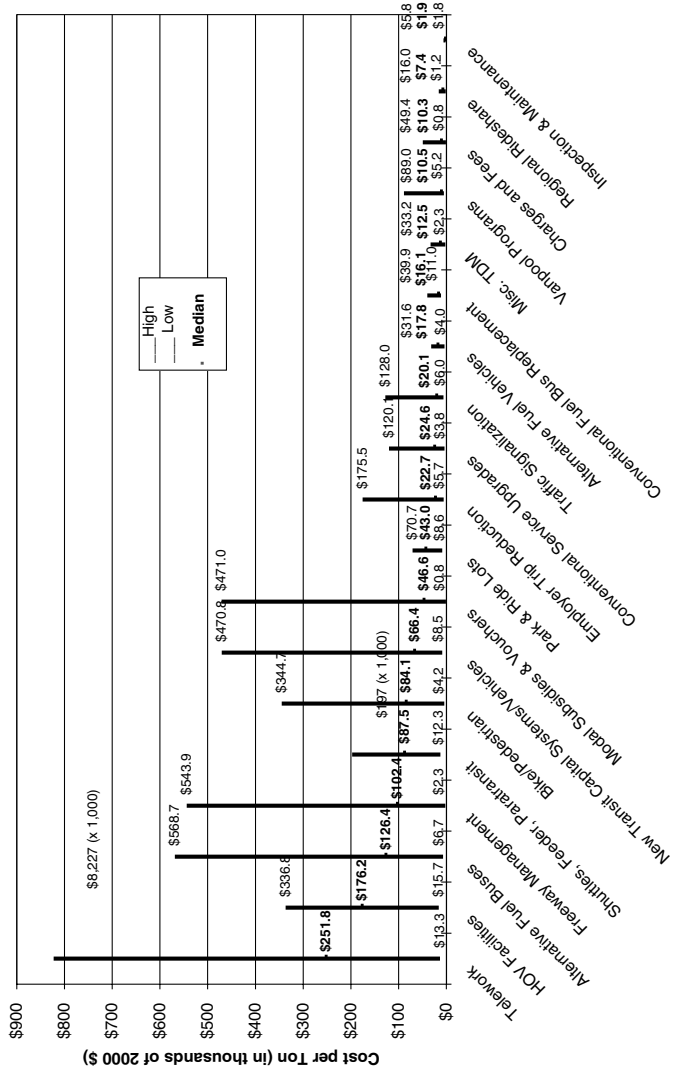 Cost per Ton (in thousands of 2000 $)
$900
$800
$700
$600
$500
$400
$300
$200
$100
$0
High
Low
Median
$8,227 (x 1,000)
$251.8
$13.3
$336.8
$176.2
$15.7
$568.7
$126.4
$6.7
$543.9
$102.4
$2.3
$197 (x 1,000)
$87.5
$12.3
$344.7
$84.1
$4.2
$470.8
$66.4
$8.5
$471.0
$46.6
$0.8
$70.7
$43.0
$8.6
$175.5
$22.7
$5.7
$120.1
$24.6
$3.8
$128.0
$20.1
$6.0
$31.6
$17.8
$4.0
$39.9
$16.1
$11.0
$33.2
$12.5
$2.3
$89.0
$10.5
$5.2
$49.4
$10.3
$0.8
$16.0
$7.4
$1.2
$5.8
$1.9
$1.8
Telework
HOV Facilities
Alternative Fuel Buses
Freeway Management
Shuttles, Feeder, Paratransit
Bike/Pedestrian
New Transit Capital Systems/Vehicles
Modal Subsidies & Vouchers
Park & Ride Lots
Employer Trip Reduction
Conventional Service Upgrades
Traffic Signalization
Alternative Fuel Vehicles
Conventional Fuel Bus Replacement
Misc. TDM
Vanpool Programs
Charges and Fees
Regional Rideshare
Inspection & Maintenance